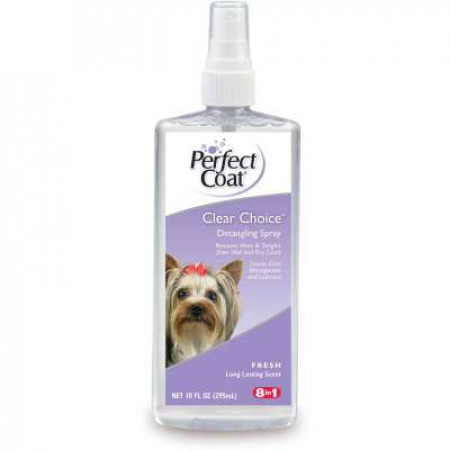 Perfect
Coat®
Clear Choice™
Detangling Spray
Removes Mats & Tangles
from Wet and Dry Coats
Leaves Coat
Manageable
and Lustrous
FRESH
Long Lasting Scent
NET 10 FL OZ (295mL)
8in1